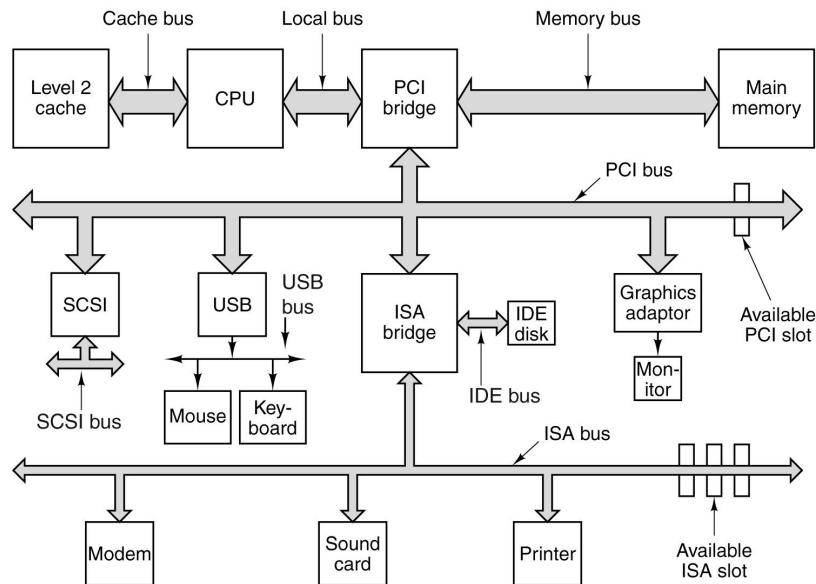 Cache bus
Local bus
Memory bus
Level 2
cache
CPU
PCI
bridge
Main
memory
PCI bus
SCSI
USB
USB
bus
ISA
bridge
IDE
disk
Graphics
adaptor
Available
PCI slot
Mon-
itor
SCSI bus
Mouse
Key-
board
IDE bus
ISA bus
Modem
Sound
card
Printer
Available
ISA slot